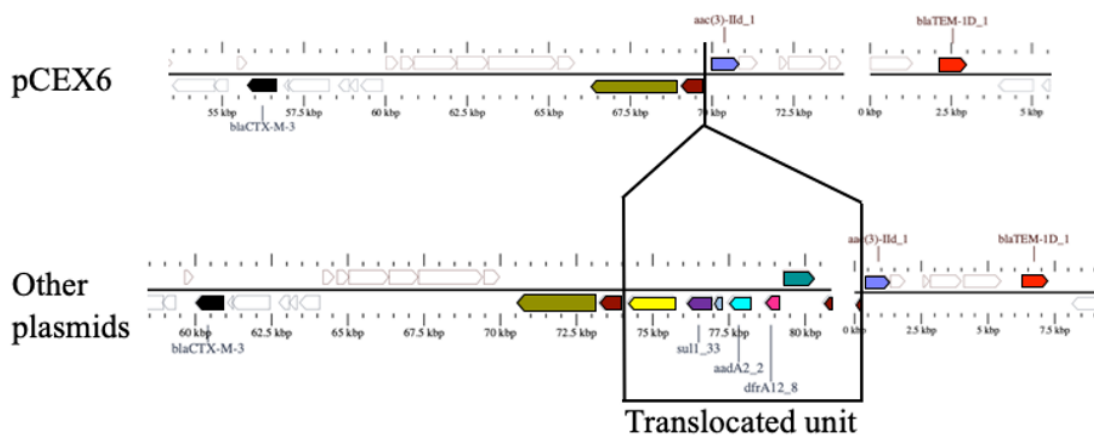 aac(3)-IId_1 blaTEM-1D_1
pCEX6
55 kbp 57.5 kbp 60 kbp 62.5 kbp 65 kbp 67.5 kbp 70 kbp 72.5 kbp 0 kbp 2.5 kbp 5 kbp
blaCTX-M-3
aac(3)-IId_1 blaTEM-1D_1
Other
plasmids
60 kbp 62.5 kbp 65 kbp 67.5 kbp 70 kbp 72.5 kbp 75 kbp 77.5 kbp 80 kbp 0 kbp 2.5 kbp 5 kbp 7.5 kbp
blaCTX-M-3 sul1_33
aadA2_2
dfrA12_8
Translocated unit